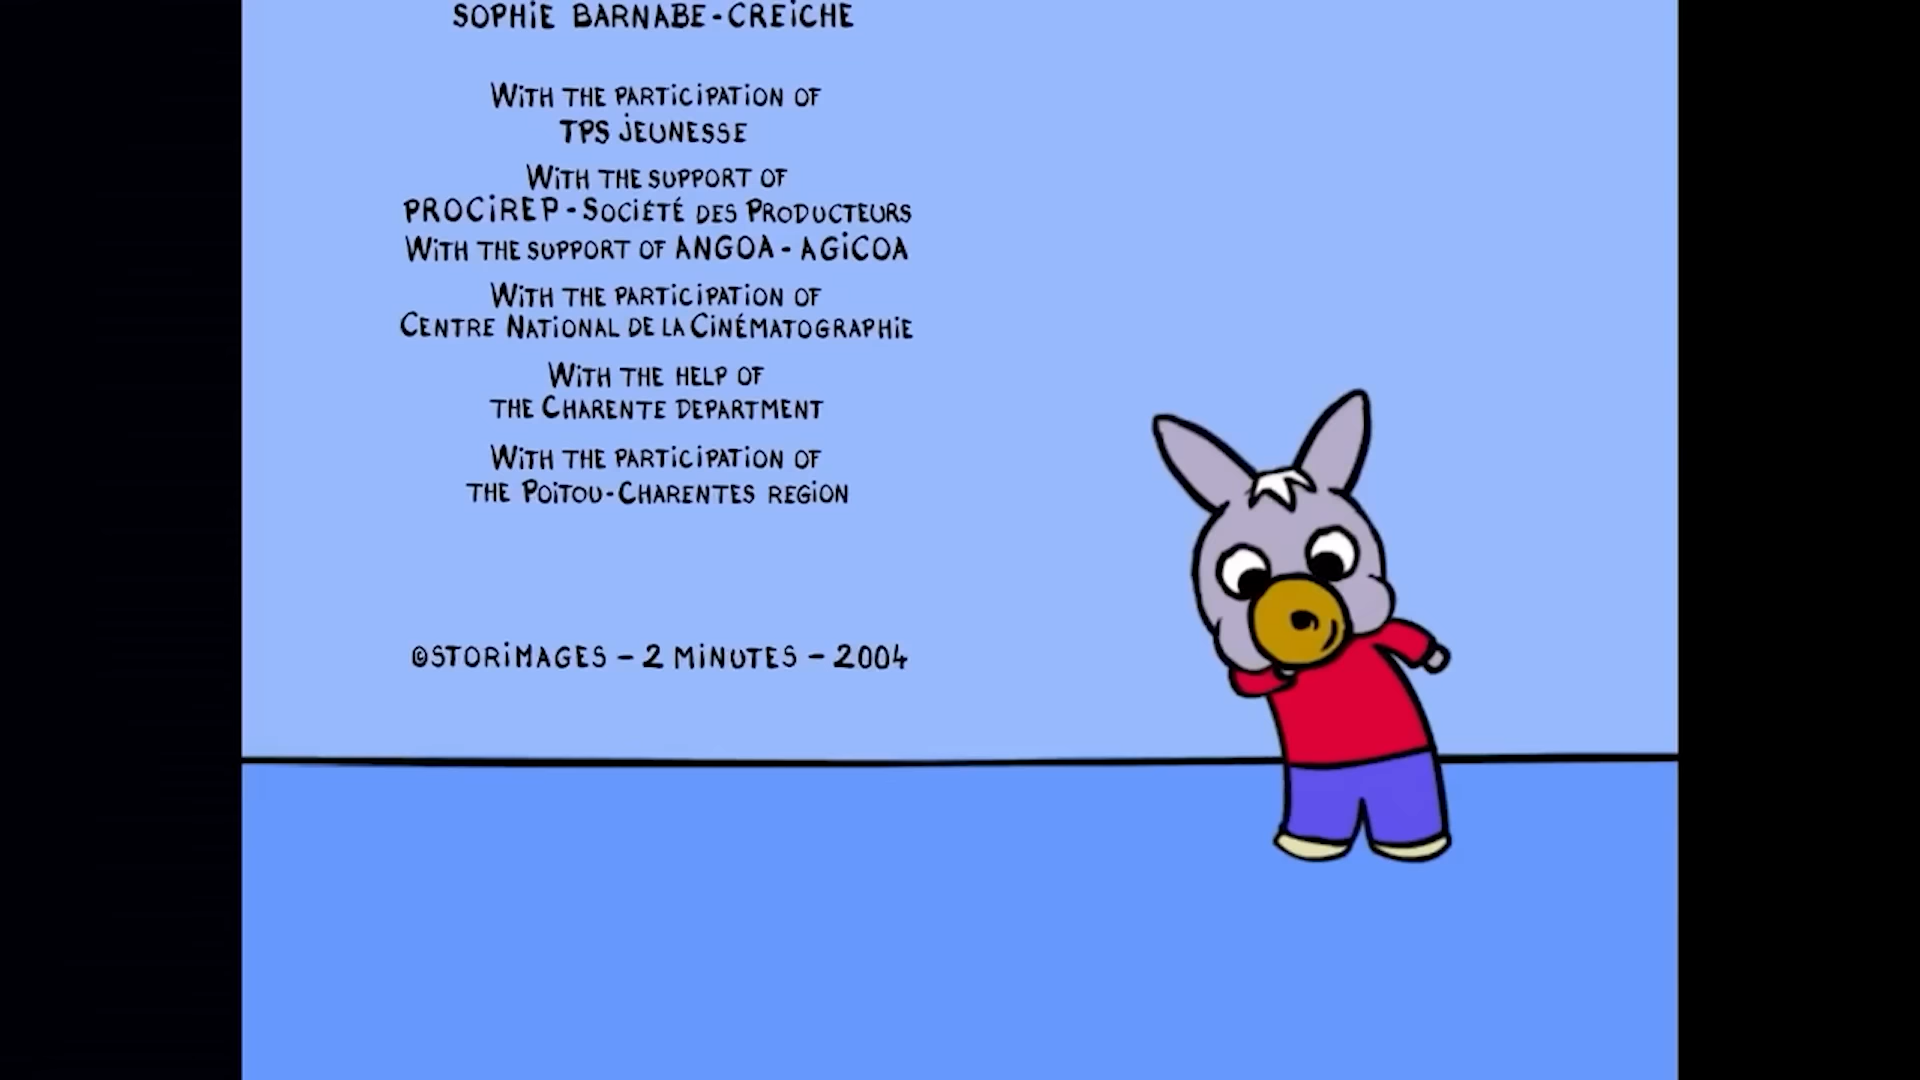 SOPHiE BARNABE-CREiCHE
WiTH THE PARTiCiPATiON OF
TPS jEUNESSE
WiTH THE SUPPORT OF
PROCiREP-SOCiÉTÉ DES PRODUCTEURS
WiTH THE SUPPORT OF ANGOA-AGiCOA
WiTH THE PARTiCiPATiON OF
CENTRE NATiONAL DE LA CiNÉMATOGRAPHiE
WiTH THE HELP OF
THE CHARENTE DEPARTMENT
WiTH THE PARTiCiPATiON OF
THE POiTOU-CHARENTES REGiON
©STORiMAGES - 2 MiNUTES - 2004